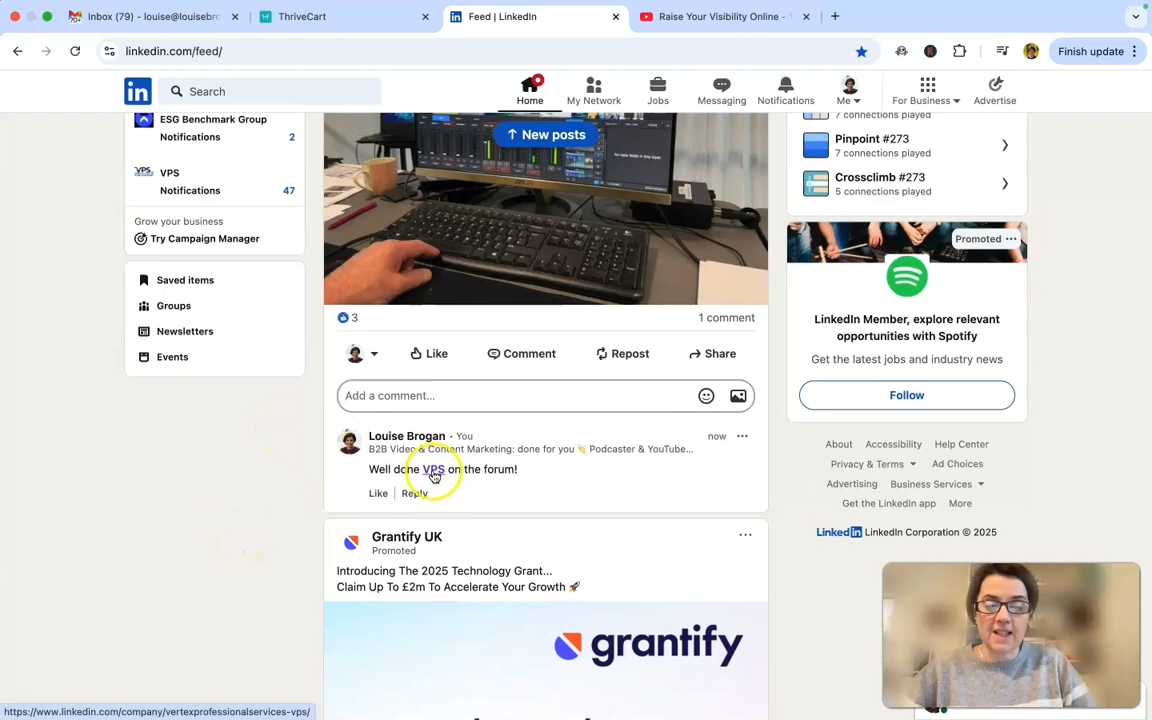 Inbox (79) - louise@louisebro
ThriveCart
Feed | LinkedIn
Raise Your Visibility Online -
linkedin.com/feed/
Finish update
in
Search
Home
My Network
Jobs
Messaging
Notifications
Me
For Business
Advertise
ESG Benchmark Group
Notifications 2
VPS
VPS
Notifications 47
Grow your business
Try Campaign Manager
Saved items
Groups
Newsletters
Events
↑ New posts
3
1 comment
Like
Comment
Repost
Share
Add a comment...
Louise Brogan · You
now
B2B Video & Content Marketing: done for you 👋 Podcaster & YouTube...
Well done VPS on the forum!
Like | Reply
Grantify UK
Promoted
Introducing The 2025 Technology Grant...
Claim Up To £2m To Accelerate Your Growth 🚀
grantify
7 connections played
Pinpoint #273
7 connections played
Crossclimb #273
5 connections played
Promoted
LinkedIn Member, explore relevant
opportunities with Spotify
Get the latest jobs and industry news
Follow
About Accessibility Help Center
Privacy & Terms Ad Choices
Advertising Business Services
Get the LinkedIn app More
LinkedIn LinkedIn Corporation © 2025
https://www.linkedin.com/company/vertexprofessionalservices-vps/